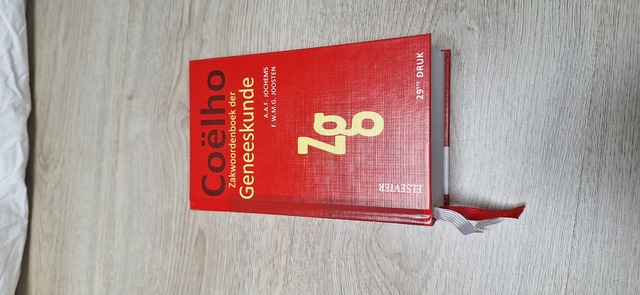 Coëlho
Zakwoordenboek der
Geneeskunde
A.A.F. JOCHEMS
F.W.M.G. JOOSTEN
Zg
29STE DRUK
ELSEVIER